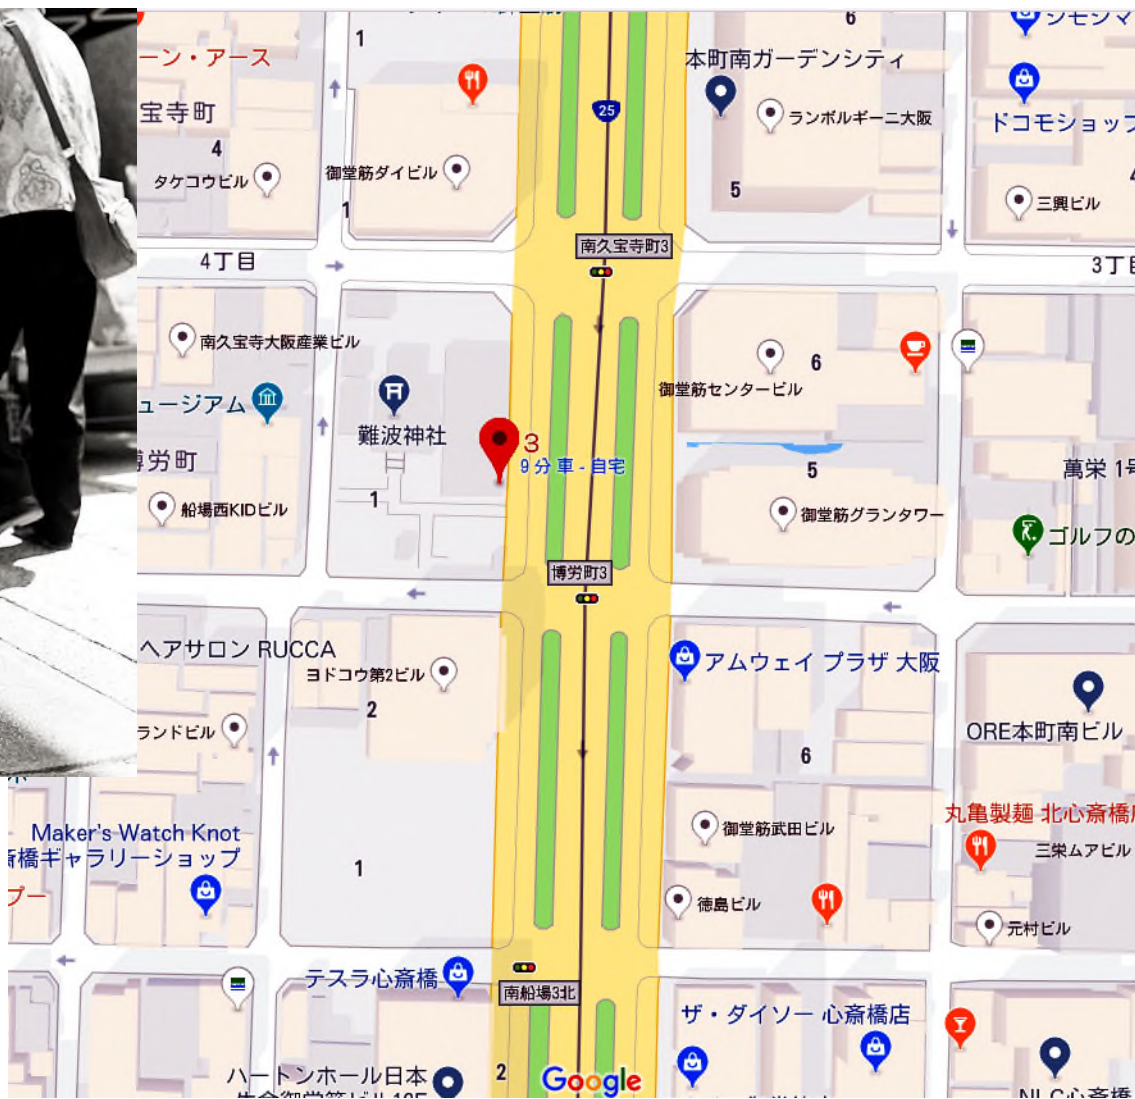 1
6
ーン・アース
本町南ガーデンシティ
25
ランボルギーニ大阪
ドコモショップ
宝寺町
4
タケコウビル
御堂筋ダイビル
1
5
三興ビル
南久宝寺町3
4丁目
南久宝寺大阪産業ビル
6
御堂筋センタービル
ュージアム
難波神社
3
9分 車 - 自宅
労町
5
萬栄 1号
1
船場西KIDビル
御堂筋グランタワー
ゴルフの
博労町3
ヘアサロン RUCCA
ヨドコウ第2ビル
アムウェイ プラザ 大阪
2
ランドビル
ORE本町南ビル
6
丸亀製麺 北心斎橋
Maker's Watch Knot
斎橋ギャラリーショップ
御堂筋武田ビル
三栄ムアビル
1
プー
徳島ビル
元村ビル
テスラ心斎橋
南船場3北
ザ・ダイソー 心斎橋店
ハートンホール日本
2
Google